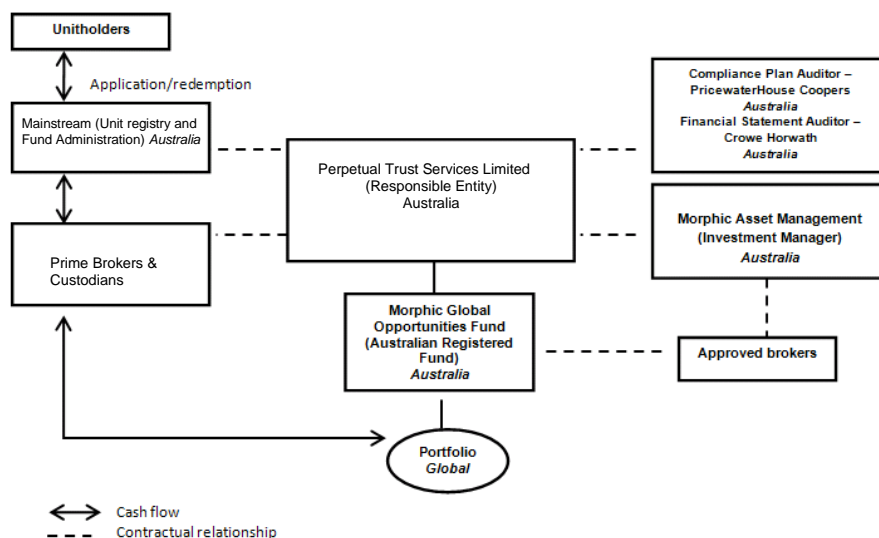 Unitholders
Application/redemption
Mainstream (Unit registry and
Fund Administration) Australia
Prime Brokers &
Custodians
Perpetual Trust Services Limited
(Responsible Entity)
Australia
Compliance Plan Auditor –
PricewaterHouse Coopers
Australia
Financial Statement Auditor –
Crowe Horwath
Australia
Morphic Asset Management
(Investment Manager)
Australia
Morphic Global
Opportunities Fund
(Australian Registered
Fund)
Australia
Approved brokers
Portfolio
Global
Cash flow
Contractual relationship